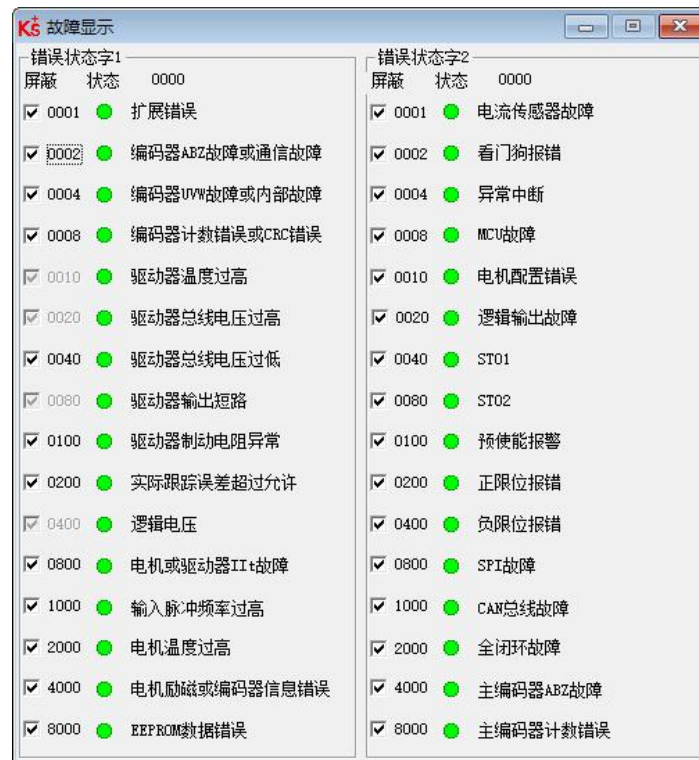 Ks+ 故障显示
错误状态字1
屏蔽 状态 0000
0001 扩展错误
0002 编码器ABZ故障或通信故障
0004 编码器UVW故障或内部故障
0008 编码器计数错误或CRC错误
0010 驱动器温度过高
0020 驱动器总线电压过高
0040 驱动器总线电压过低
0080 驱动器输出短路
0100 驱动器制动电阻异常
0200 实际跟踪误差超过允许
0400 逻辑电压
0800 电机或驱动器IIt故障
1000 输入脉冲频率过高
2000 电机温度过高
4000 电机励磁或编码器信息错误
8000 EEPROM数据错误
错误状态字2
屏蔽 状态 0000
0001 电流传感器故障
0002 看门狗报错
0004 异常中断
0008 MCU故障
0010 电机配置错误
0020 逻辑输出故障
0040 STO1
0080 STO2
0100 预使能报警
0200 正限位报错
0400 负限位报错
0800 SPI故障
1000 CAN总线故障
2000 全闭环故障
4000 主编码器ABZ故障
8000 主编码器计数错误